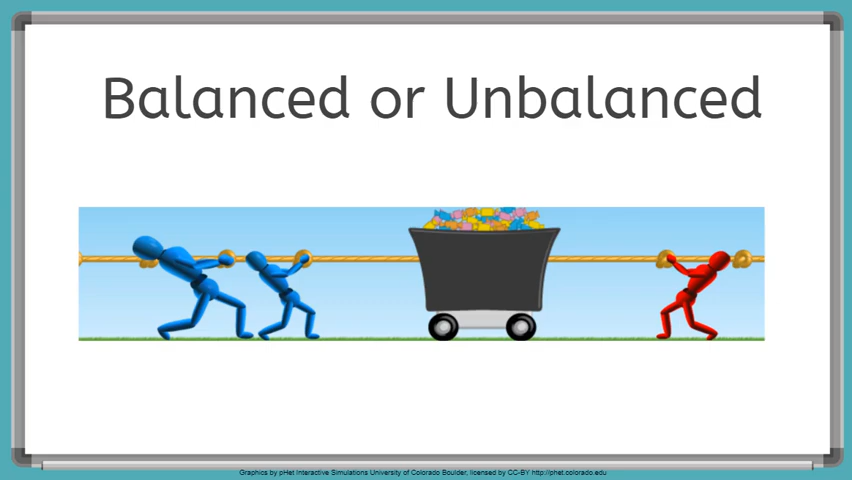 Balanced or Unbalanced
Graphics by pHet Interactive Simulations University of Colorado Boulder, licensed by CC-BY http://phet.colorado.edu